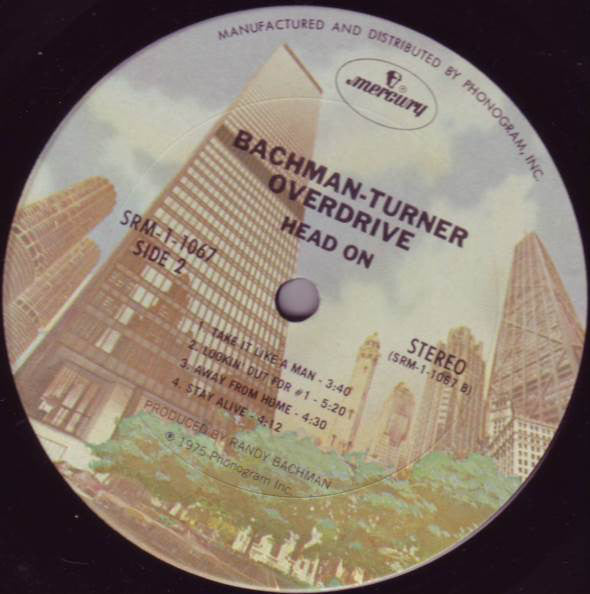 MANUFACTURED AND DISTRIBUTED BY PHONOGRAM, INC.
mercury
®
BACHMAN-TURNER
OVERDRIVE
HEAD ON
SRM-1-1067
SIDE 2
STEREO
(SRM-1-1067 B)
1. TAKE IT LIKE A MAN - 3:40
2. LOOKIN' OUT FOR #1 - 5:20
3. AWAY FROM HOME - 4:30
4. STAY ALIVE - 4:12
PRODUCED BY RANDY BACHMAN
℗ 1975 Phonogram Inc.